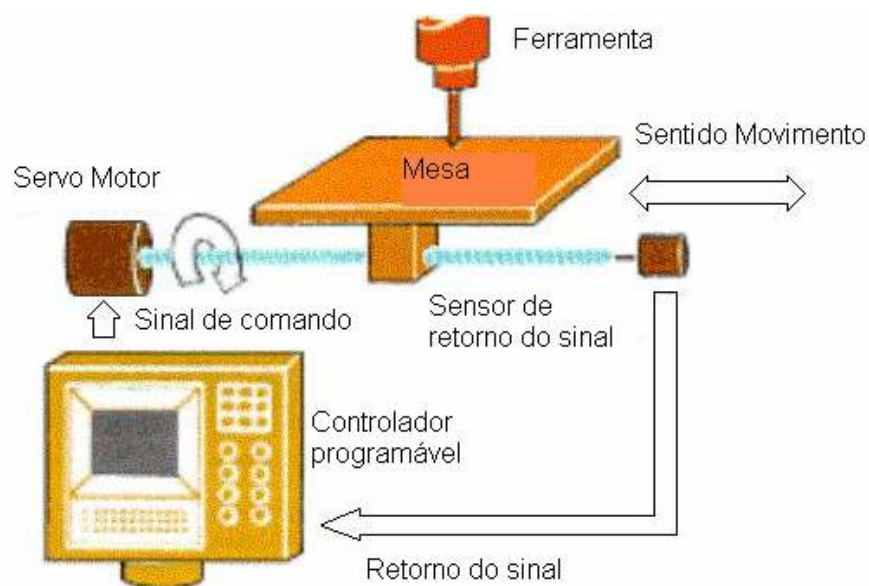 Ferramenta
Sentido Movimento
Mesa
Servo Motor
Sinal de comando
Sensor de
retorno do sinal
Controlador
programável
Retorno do sinal